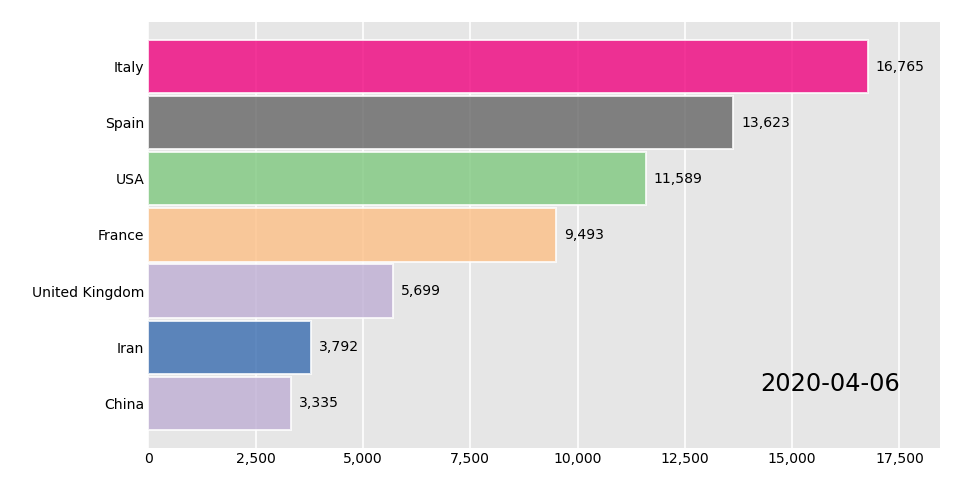 Italy 16,765
Spain 13,623
USA 11,589
France 9,493
United Kingdom 5,699
Iran 3,792
2020-04-06
China 3,335
0 2,500 5,000 7,500 10,000 12,500 15,000 17,500